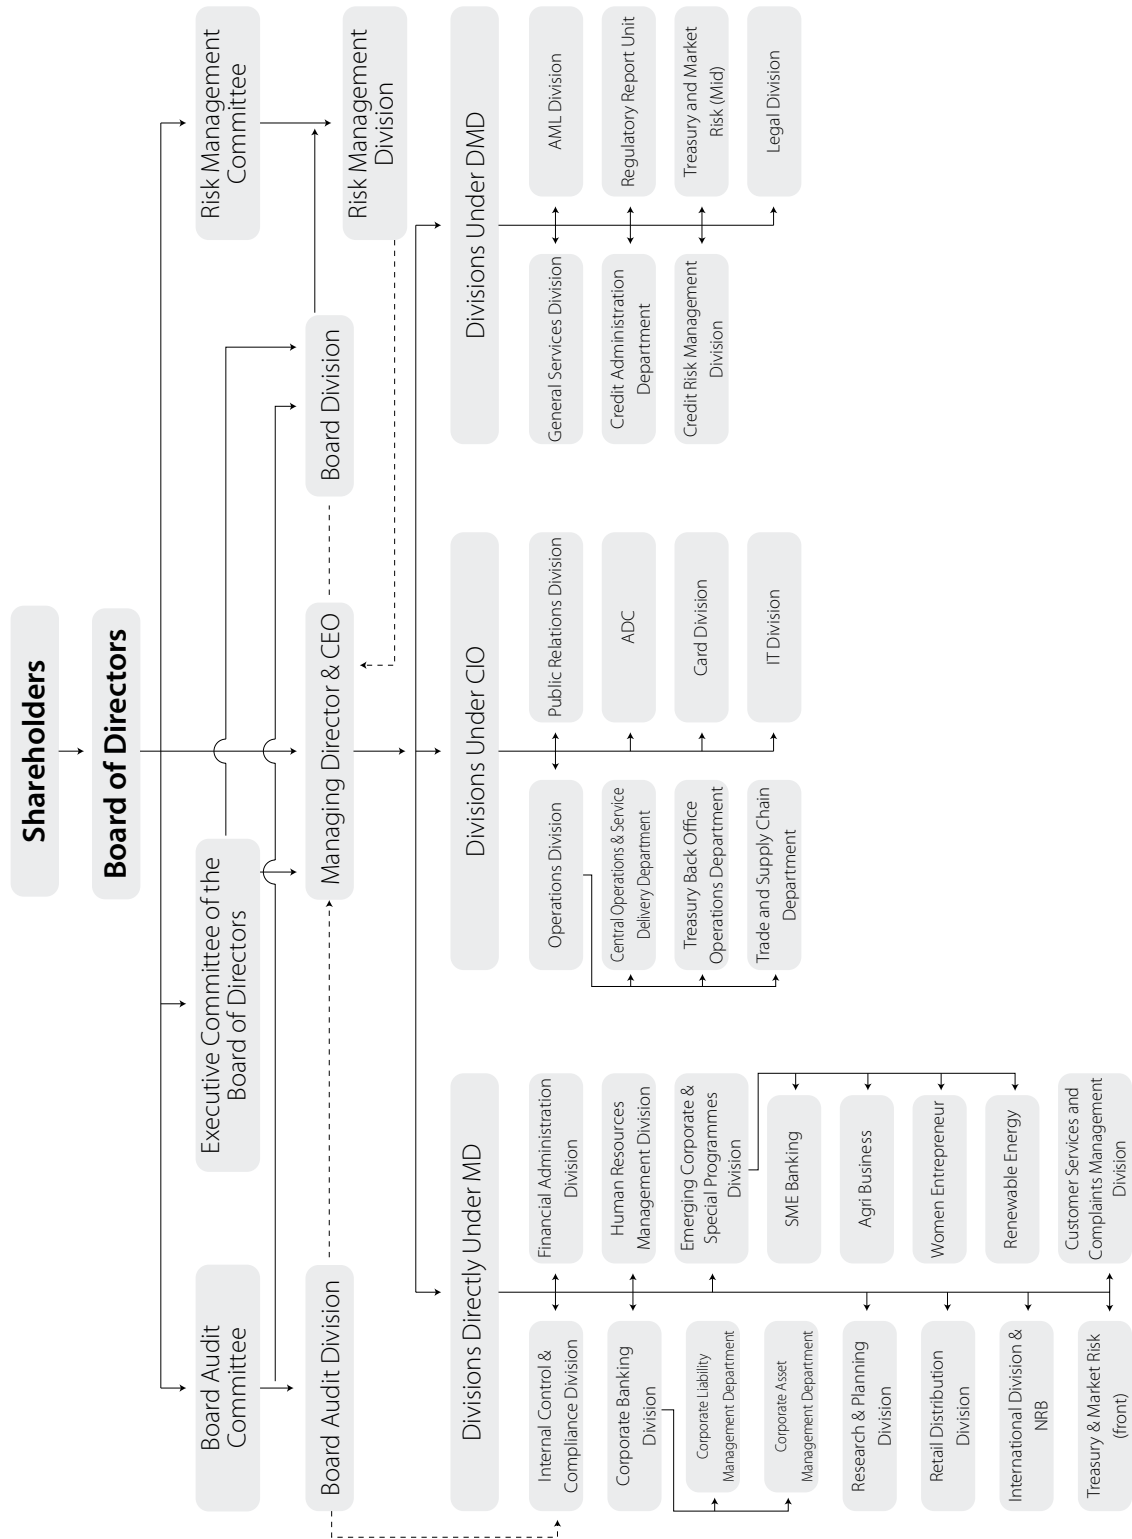 Shareholders
Board of Directors
Board Audit
Committee
Executive Committee of the
Board of Directors
Risk Management
Committee
Board Audit Division
Managing Director & CEO
Board Division
Risk Management
Division
Divisions Directly Under MD
Internal Control &
Compliance Division
Financial Administration
Division
Corporate Banking
Division
Human Resources
Management Division
Corporate Liability
Management Department
Emerging Corporate &
Special Programmes
Division
Corporate Asset
Management Department
SME Banking
Research & Planning
Division
Agri Business
Retail Distribution
Division
Women Entrepreneur
International Division &
NRB
Renewable Energy
Treasury & Market Risk
(front)
Customer Services and
Complaints Management
Division
Divisions Under CIO
Operations Division
Public Relations Division
Central Operations & Service
Delivery Department
ADC
Treasury Back Office
Operations Department
Card Division
Trade and Supply Chain
Department
IT Division
Divisions Under DMD
General Services Division
AML Division
Credit Administration
Department
Regulatory Report Unit
Credit Risk Management
Division
Treasury and Market
Risk (Mid)
Legal Division